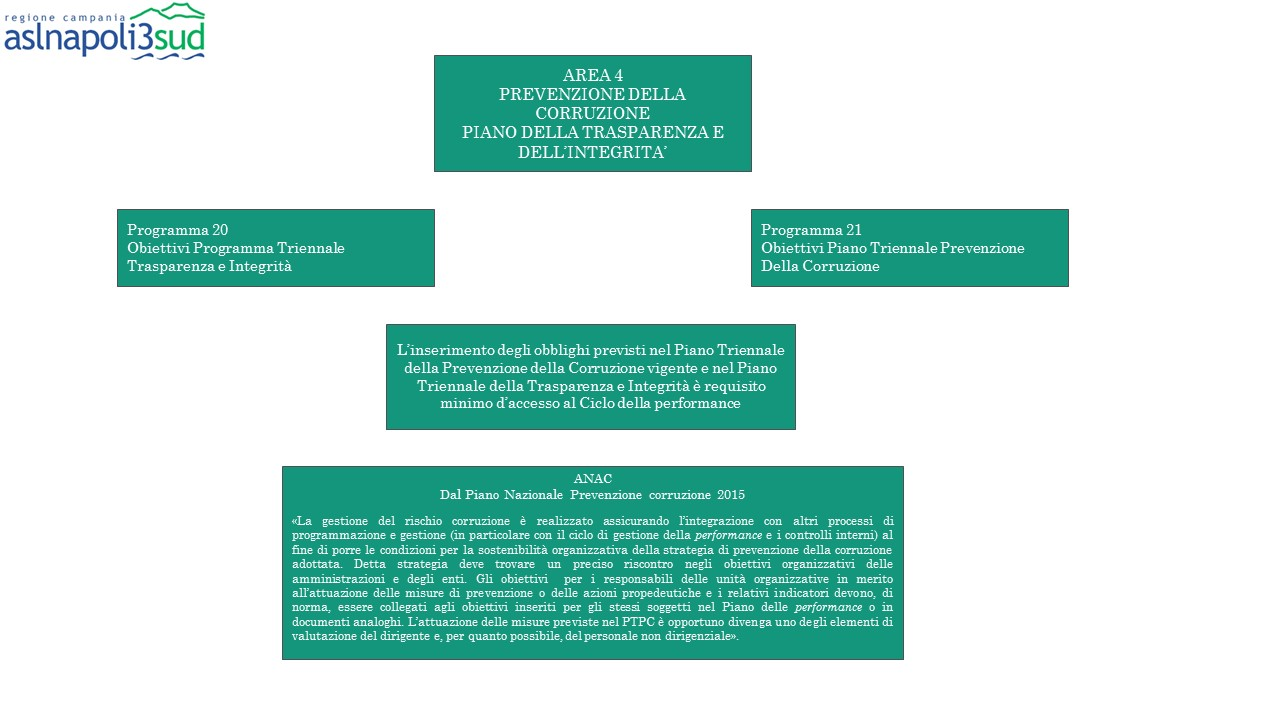 regione campania
aslnapoli3sud
AREA 4
PREVENZIONE DELLA
CORRUZIONE
PIANO DELLA TRASPARENZA E
DELL’INTEGRITA’
Programma 20
Obiettivi Programma Triennale
Trasparenza e Integrità
Programma 21
Obiettivi Piano Triennale Prevenzione
Della Corruzione
L’inserimento degli obblighi previsti nel Piano Triennale
della Prevenzione della Corruzione vigente e nel Piano
Triennale della Trasparenza e Integrità è requisito
minimo d’accesso al Ciclo della performance
ANAC
Dal Piano Nazionale Prevenzione corruzione 2015
«La gestione del rischio corruzione è realizzato assicurando l’integrazione con altri processi di
programmazione e gestione (in particolare con il ciclo di gestione della performance e i controlli interni) al
fine di porre le condizioni per la sostenibilità organizzativa della strategia di prevenzione della corruzione
adottata. Detta strategia deve trovare un preciso riscontro negli obiettivi organizzativi delle
amministrazioni e degli enti. Gli obiettivi per i responsabili delle unità organizzative in merito
all’attuazione delle misure di prevenzione o delle azioni propedeutiche e i relativi indicatori devono, di
norma, essere collegati agli obiettivi inseriti per gli stessi soggetti nel Piano delle performance o in
documenti analoghi. L’attuazione delle misure previste nel PTPC è opportuno divenga uno degli elementi di
valutazione del dirigente e, per quanto possibile, del personale non dirigenziale».